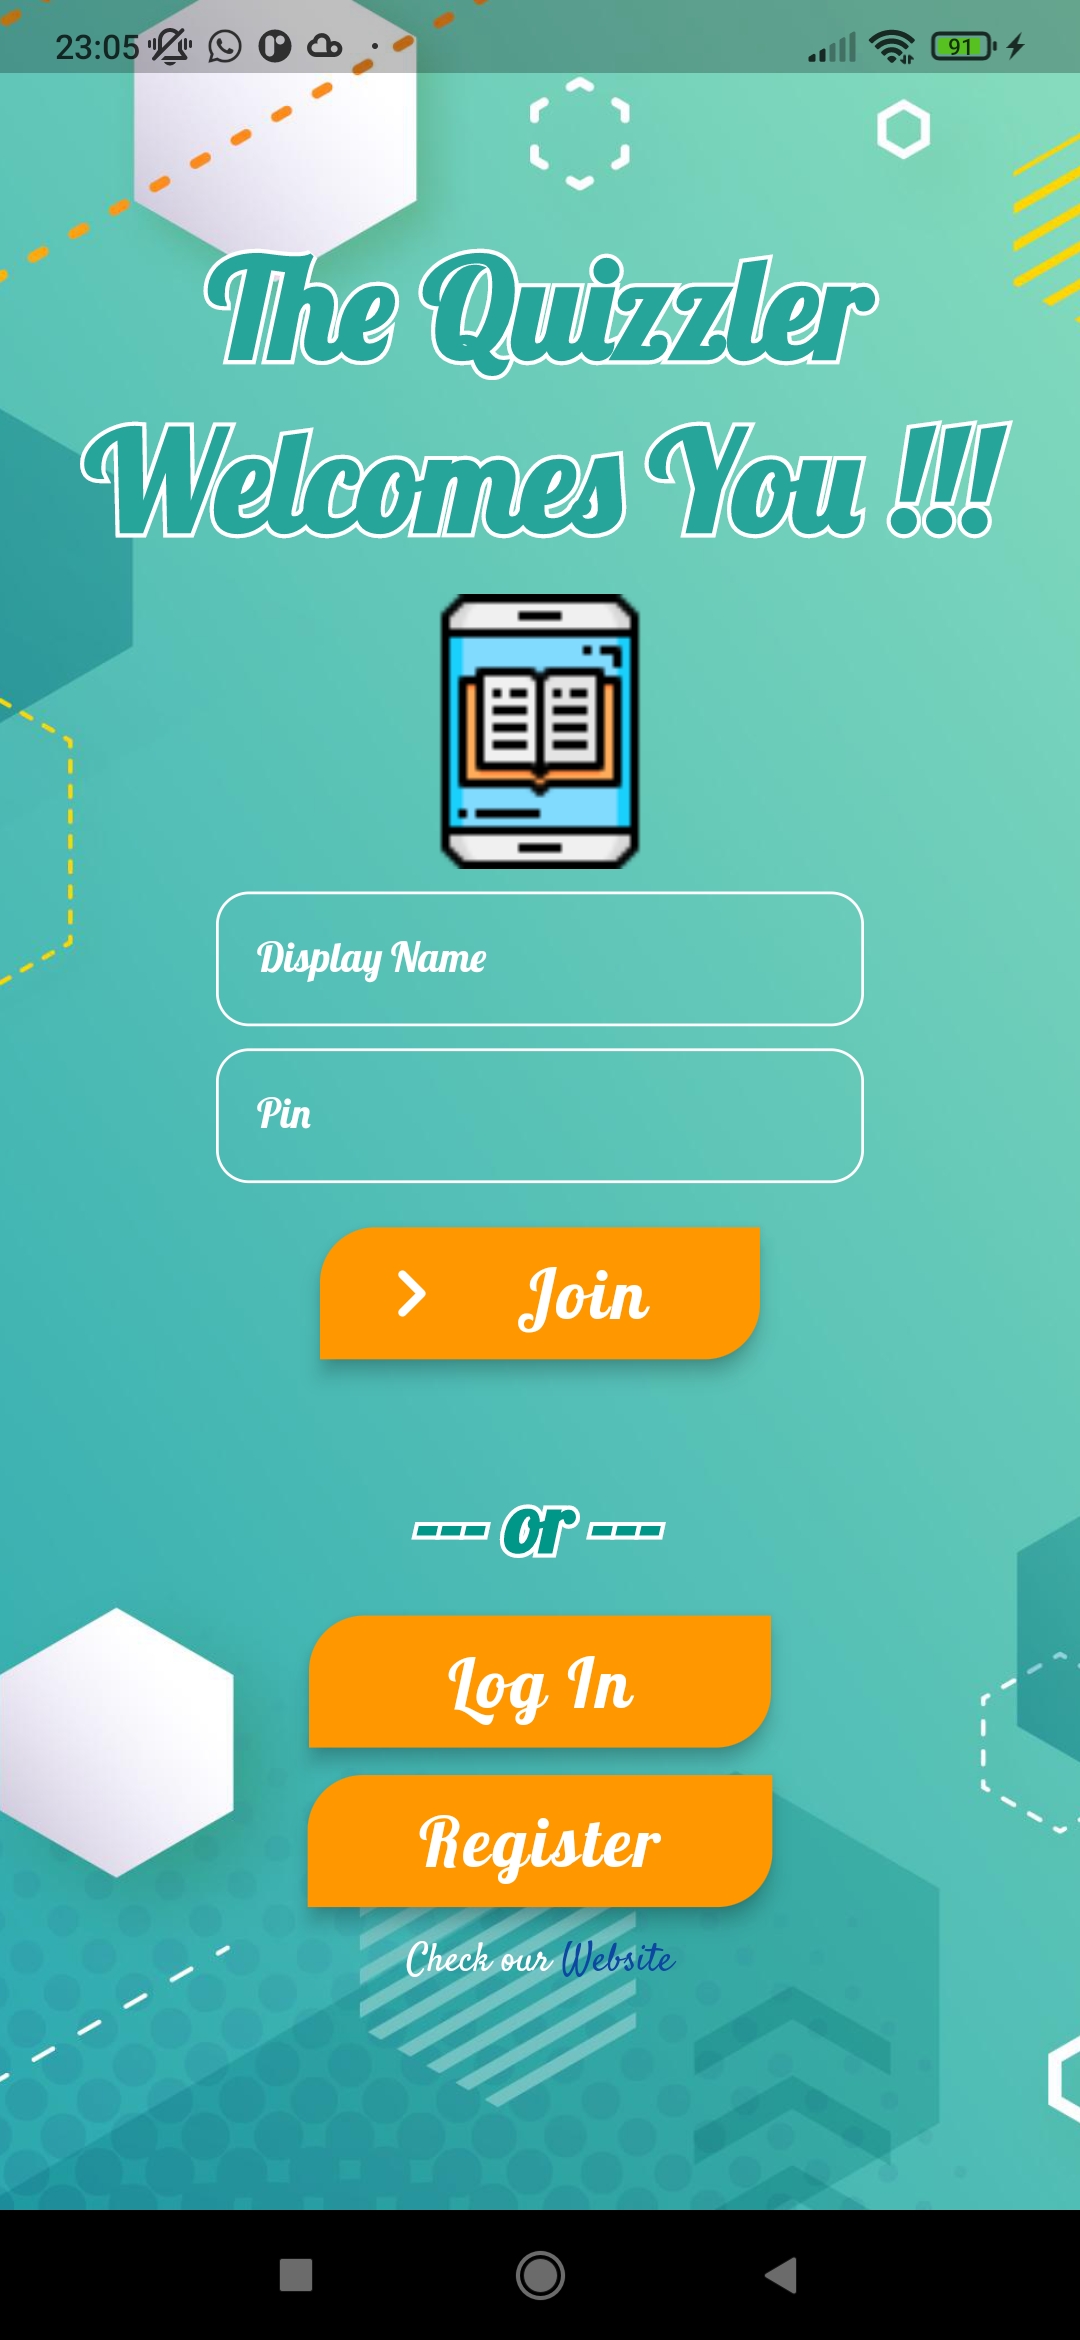 23:05
91
The Quizzler
Welcomes You !!!
Display Name
Pin
Join
--- or ---
Log In
Register
Check our Website